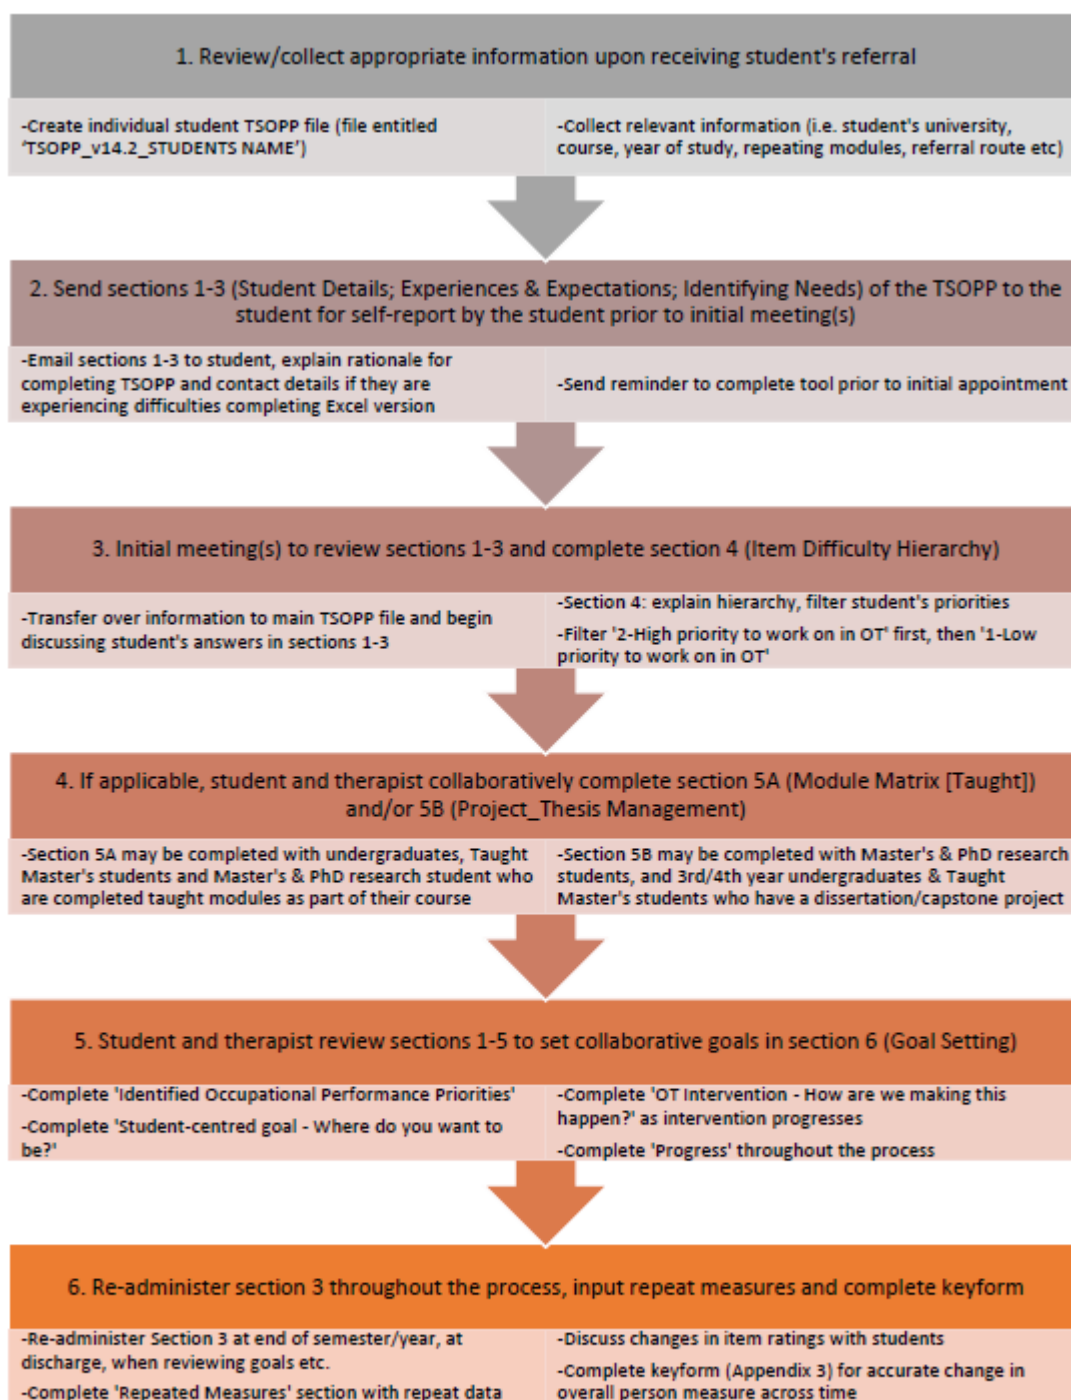 1. Review/collect appropriate information upon receiving student's referral
-Create individual student TSOPP file (file entitled
'TSOPP_v14.2_STUDENTS NAME')
-Collect relevant information (i.e. student's university,
course, year of study, repeating modules, referral route etc)
2. Send sections 1-3 (Student Details; Experiences & Expectations; Identifying Needs) of the TSOPP to the
student for self-report by the student prior to initial meeting(s)
-Email sections 1-3 to student, explain rationale for
completing TSOPP and contact details if they are
experiencing difficulties completing Excel version
-Send reminder to complete tool prior to initial appointment
3. Initial meeting(s) to review sections 1-3 and complete section 4 (Item Difficulty Hierarchy)
-Transfer over information to main TSOPP file and begin
discussing student's answers in sections 1-3
-Section 4: explain hierarchy, filter student's priorities
-Filter '2-High priority to work on in OT' first, then '1-Low
priority to work on in OT'
4. If applicable, student and therapist collaboratively complete section 5A (Module Matrix [Taught])
and/or 5B (Project_Thesis Management)
-Section 5A may be completed with undergraduates, Taught
Master's students and Master's & PhD research student who
are completed taught modules as part of their course
-Section 5B may be completed with Master's & PhD research
students, and 3rd/4th year undergraduates & Taught
Master's students who have a dissertation/capstone project
5. Student and therapist review sections 1-5 to set collaborative goals in section 6 (Goal Setting)
-Complete 'Identified Occupational Performance Priorities'
-Complete 'Student-centred goal - Where do you want to
be?'
-Complete 'OT Intervention - How are we making this
happen?' as intervention progresses
-Complete 'Progress' throughout the process
6. Re-administer section 3 throughout the process, input repeat measures and complete keyform
-Re-administer Section 3 at end of semester/year, at
discharge, when reviewing goals etc.
-Complete 'Repeated Measures' section with repeat data
-Discuss changes in item ratings with students
-Complete keyform (Appendix 3) for accurate change in
overall person measure across time